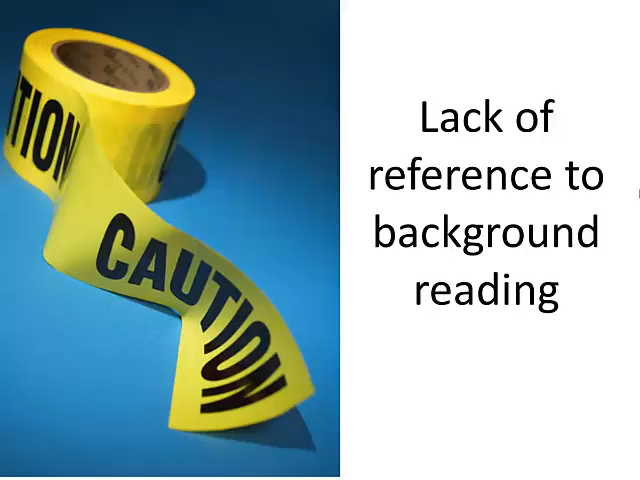 TION
CAUTION
Lack of
reference to
background
reading